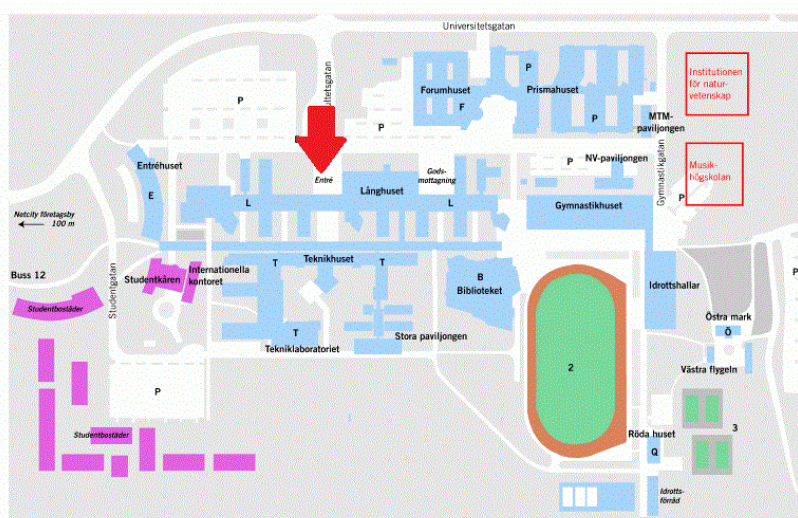 Universitetsgatan
P
Forumhuset
P
Prismahuset
Institutionen
för natur-
vetenskap
P
F
P
P
MTM-
paviljongen
Entréhuset
Entré
Gods-
mottagning
P
NV-paviljongen
Gymnastikgatan
Musik-
högskolan
E
L
Långhuset
L
Gymnastikhuset
P
Netcity företagsby
100 m
Buss 12
Studentgatan
Studentkåren
Internationella
kontoret
T
Teknikhuset
T
B
Biblioteket
Idrottshallar
P
Studentbostäder
Östra mark
Ö
T
Tekniklaboratoriet
Stora paviljongen
2
Västra flygeln
P
Studentbostäder
3
Röda huset
Q
Idrotts-
förråd